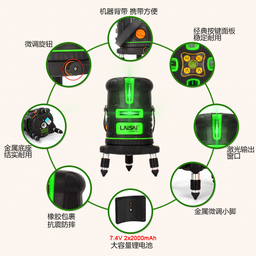 机器背带 携带方便
微调旋钮
经典按键面板
稳定耐用
LAISAI
金属底座
结实耐用
激光输出
窗口
橡胶包裹
抗震防摔
金属微调小脚
7.4V 2x2000mAh
大容量锂电池